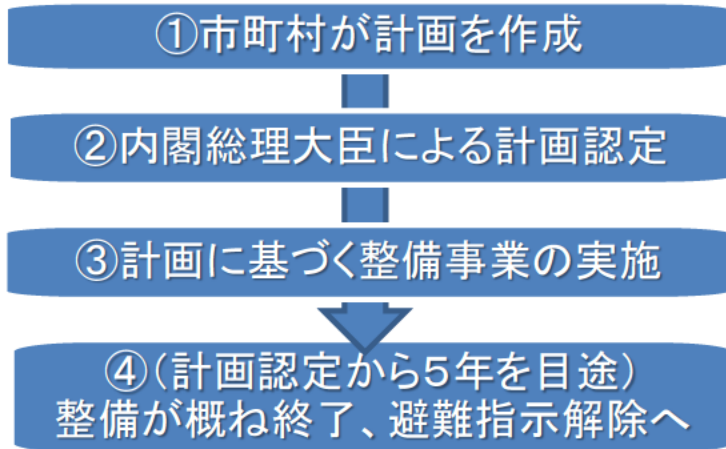 ①市町村が計画を作成
②内閣総理大臣による計画認定
③計画に基づく整備事業の実施
④(計画認定から5年を目途)
整備が概ね終了、避難指示解除へ